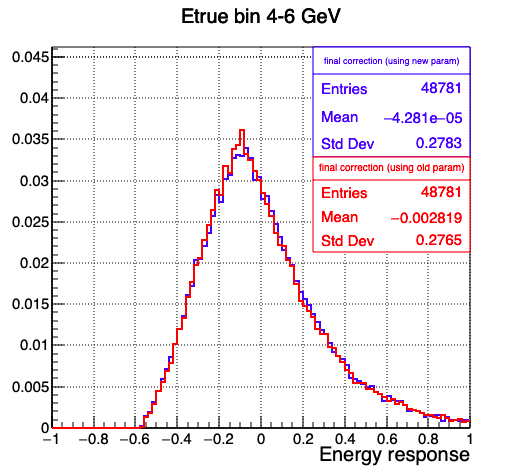 Etrue bin 4-6 GeV
final correction (using new param)
Entries 48781
Mean −4.281e−05
Std Dev 0.2783
final correction (using old param)
Entries 48781
Mean −0.002819
Std Dev 0.2765
0.045
0.04
0.035
0.03
0.025
0.02
0.015
0.01
0.005
0
−1 −0.8 −0.6 −0.4 −0.2 0 0.2 0.4 0.6 0.8 1
Energy response